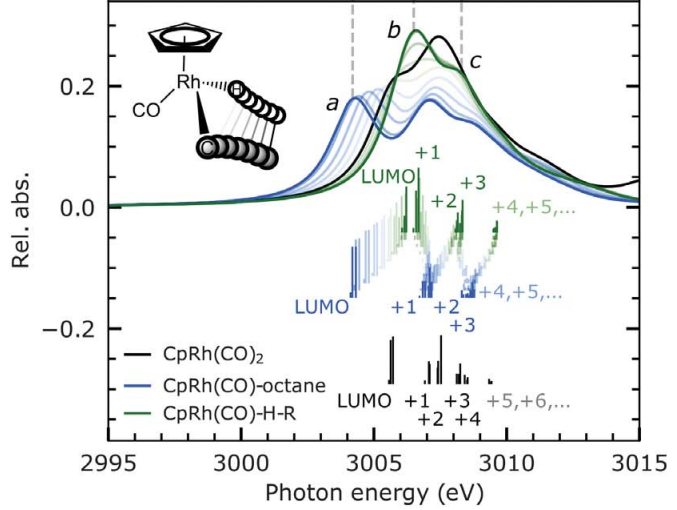 H
Rh
CO
C
a
b
c
Rel. abs.
0.2
0.0
−0.2
+1
LUMO
+2
+3
+4,+5,...
LUMO
+1
+2
+3
+4,+5,...
CpRh(CO)2
CpRh(CO)-octane
CpRh(CO)-H-R
LUMO
+1
+2
+3
+4
+5,+6,...
2995
3000
3005
3010
3015
Photon energy (eV)